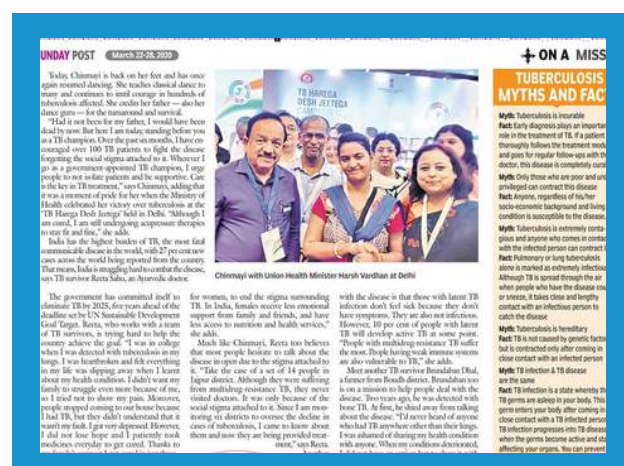 UNDAY POST
March 22-28, 2020
ON A MISS
Today, Chinmayi is back on her feet and has once
again resumed dancing. She teaches classical dance to
many and continues to instil courage in hundreds of
tuberculosis affected. She credits her father — also her
dance guru — for the turnaround and survival.
"Had it not been for my father, I would have been
dead by now. But here I am today, standing before you
as a TB champion. Over the past six months, I have en-
couraged over 100 TB patients to fight the disease
forgetting the social stigma attached to it. Wherever I
go as a government-appointed TB champion, I urge
people to not isolate patients and be supportive. Care
is the key in TB treatment," says Chinmayi, adding that
it was a moment of pride for her when the Ministry of
Health celebrated her victory over tuberculosis at the
'TB Harega Desh Jeetega' held in Delhi. "Although I am
cured, I am still undergoing acupressure therapies
to stay fit and fine," she adds.
India has the highest burden of TB, the most fatal
communicable disease in the world, with 27 per cent new
cases across the world being reported from the country.
That means, India is struggling hard to combat the disease,
says TB survivor Reeta Sahu, an Ayurvedic doctor.
TB HAREGA
DESH JEETEGA
CAMPAIGN
Chinmayi with Union Health Minister Harsh Vardhan at Delhi
The government has committed itself to
eliminate TB by 2025, five years ahead of the
deadline set by UN Sustainable Development
Goal Target. Reeta, who works with a team
of TB survivors, is trying hard to help the
country achieve the goal. "I was in college
when I was detected with tuberculosis in my
lungs. I was heartbroken and felt everything
in my life was slipping away when I learnt
about my health condition. I didn't want my
family to struggle even more because of me,
so I tried not to show my pain. Moreover,
people stopped coming to our house because
I had TB, but they didn't understand that it
wasn't my fault. I got very depressed. However,
I did not lose hope and I patiently took
medicines everyday to get cured. Thanks to
for women, to end the stigma surrounding
TB. In India, females receive less emotional
support from family and friends, and have
less access to nutrition and health services,"
she adds.
Much like Chinmayi, Reeta too believes
that most people hesitate to talk about the
disease in open due to the stigma attached to
it. "Take the case of a set of 14 people in
Jajpur district. Although they were suffering
from multidrug-resistant TB, they never
visited doctors. It was only because of the
social stigma attached to it. Since I am mon-
itoring six districts to oversee the decline in
cases of tuberculosis, I came to know about
them and now they are being provided treat-
ment," says Reeta.
with the disease is that those with latent TB
infection don't feel sick because they don't
have symptoms. They are also not infectious.
However, 10 per cent of people with latent
TB will develop active TB at some point.
"People with multidrug-resistance TB suffer
the most. People having weak immune systems
are also vulnerable to TB," she adds.
Meet another TB survivor Brundaban Dhal,
a farmer from Boudh district. Brundaban too
is on a mission to help people deal with the
disease. Two years ago, he was detected with
bone TB. At first, he shied away from talking
about the disease. "I'd never heard of anyone
who had TB anywhere other than their lungs.
I was ashamed of sharing my health condition
with anyone. When my conditions deteriorated,
TUBERCULOSIS
MYTHS AND FAC
Myth: Tuberculosis is incurable
Fact: Early diagnosis plays an importan
role in the treatment of TB. If a patient
thoroughly follows the treatment modu
and goes for regular follow-ups with th
doctor, this disease is completely cura
Myth: Only those who are poor and und
privileged can contract this disease
Fact: Anyone, regardless of his/her
socio-economic background and living
condition is susceptible to the disease.
Myth: Tuberculosis is extremely conta-
gious and anyone who comes in contac
with the infected person can contract i
Fact: Pulmonary or lung tuberculosis
alone is marked as extremely infectiou
Although TB is spread through the air
when people who have the disease cou
or sneeze, it takes close and lengthy
contact with an infectious person to
catch the disease
Myth: Tuberculosis is hereditary
Fact: TB is not caused by genetic factor
but is contracted only after coming in
close contact with an infected person
Myth: TB infection & TB disease
are the same
Fact: TB infection is a state whereby th
TB germs are asleep in your body. This
germ enters your body after coming in
close contact with a TB infected person
TB infection progresses into TB disease
when the germs become active and sta
affecting your organs. You can prevent